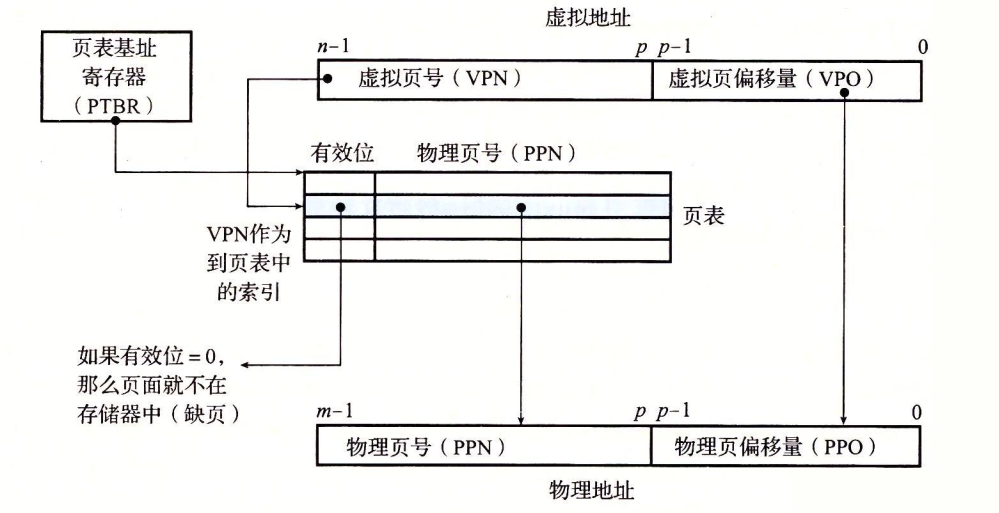 虚拟地址
页表基址
寄存器
（PTBR）
n-1
p p-1
0
虚拟页号（VPN）
虚拟页偏移量（VPO）
有效位
物理页号（PPN）
页表
VPN作为
到页表中
的索引
如果有效位=0，
那么页面就不在
存储器中（缺页）
m-1
p p-1
0
物理页号（PPN）
物理页偏移量（PPO）
物理地址